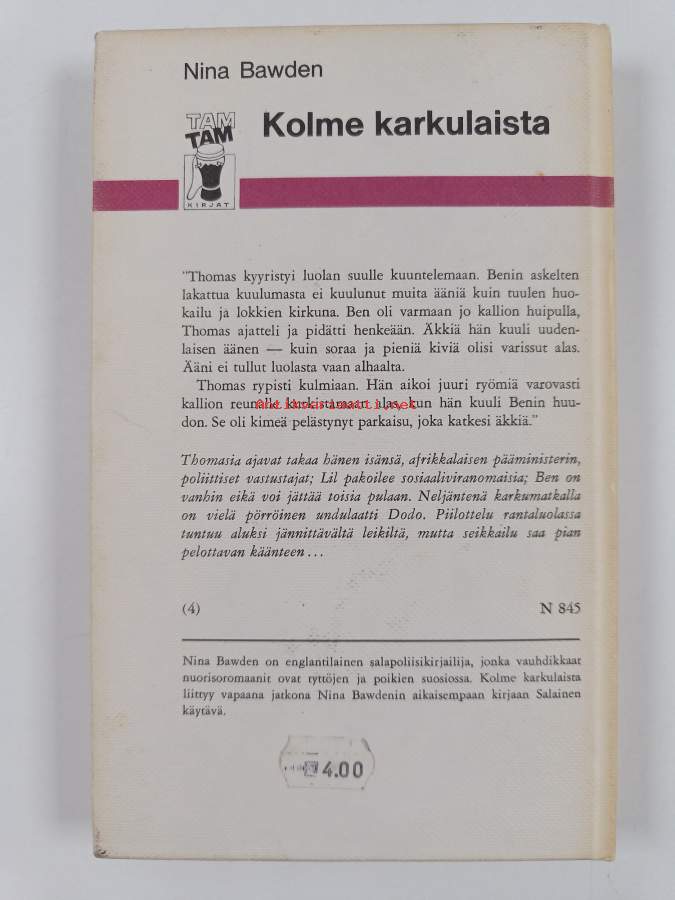 Nina Bawden
TAM
TAM
KIRJAT
Kolme karkulaista
"Thomas kyyristyi luolan suulle kuuntelemaan. Benin askelten
lakattua kuulumasta ei kuulunut muita ääniä kuin tuulen huo-
kailu ja lokkien kirkuna. Ben oli varmaan jo kallion huipulla,
Thomas ajatteli ja pidätti henkeään. Äkkiä hän kuuli uuden-
laisen äänen — kuin soraa ja pieniä kiviä olisi varissut alas.
Ääni ei tullut luolasta vaan alhaalta.
Thomas rypisti kulmiaan. Hän aikoi juuri ryömiä varovasti
kallion reunalle kurkistamaan alas, kun hän kuuli Benin huu-
antikvariaatti.net
don. Se oli kimeä pelästynyt parkaisu, joka katkesi äkkiä."
Thomasia ajavat takaa hänen isänsä, afrikkalaisen pääministerin,
poliittiset vastustajat; Lil pakoilee sosiaaliviranomaisia; Ben on
vanhin eikä voi jättää toisia pulaan. Neljäntenä karkumatkalla
on vielä pörröinen undulaatti Dodo. Piilottelu rantaluolassa
tuntuu aluksi jännittävältä leikiltä, mutta seikkailu saa pian
pelottavan käänteen...
(4) N 845
Nina Bawden on englantilainen salapoliisikirjailija, jonka vauhdikkaat
nuorisoromaanit ovat tyttöjen ja poikien suosiossa. Kolme karkulaista
liittyy vapaana jatkona Nina Bawdenin aikaisempaan kirjaan Salainen
käytävä.
4.00